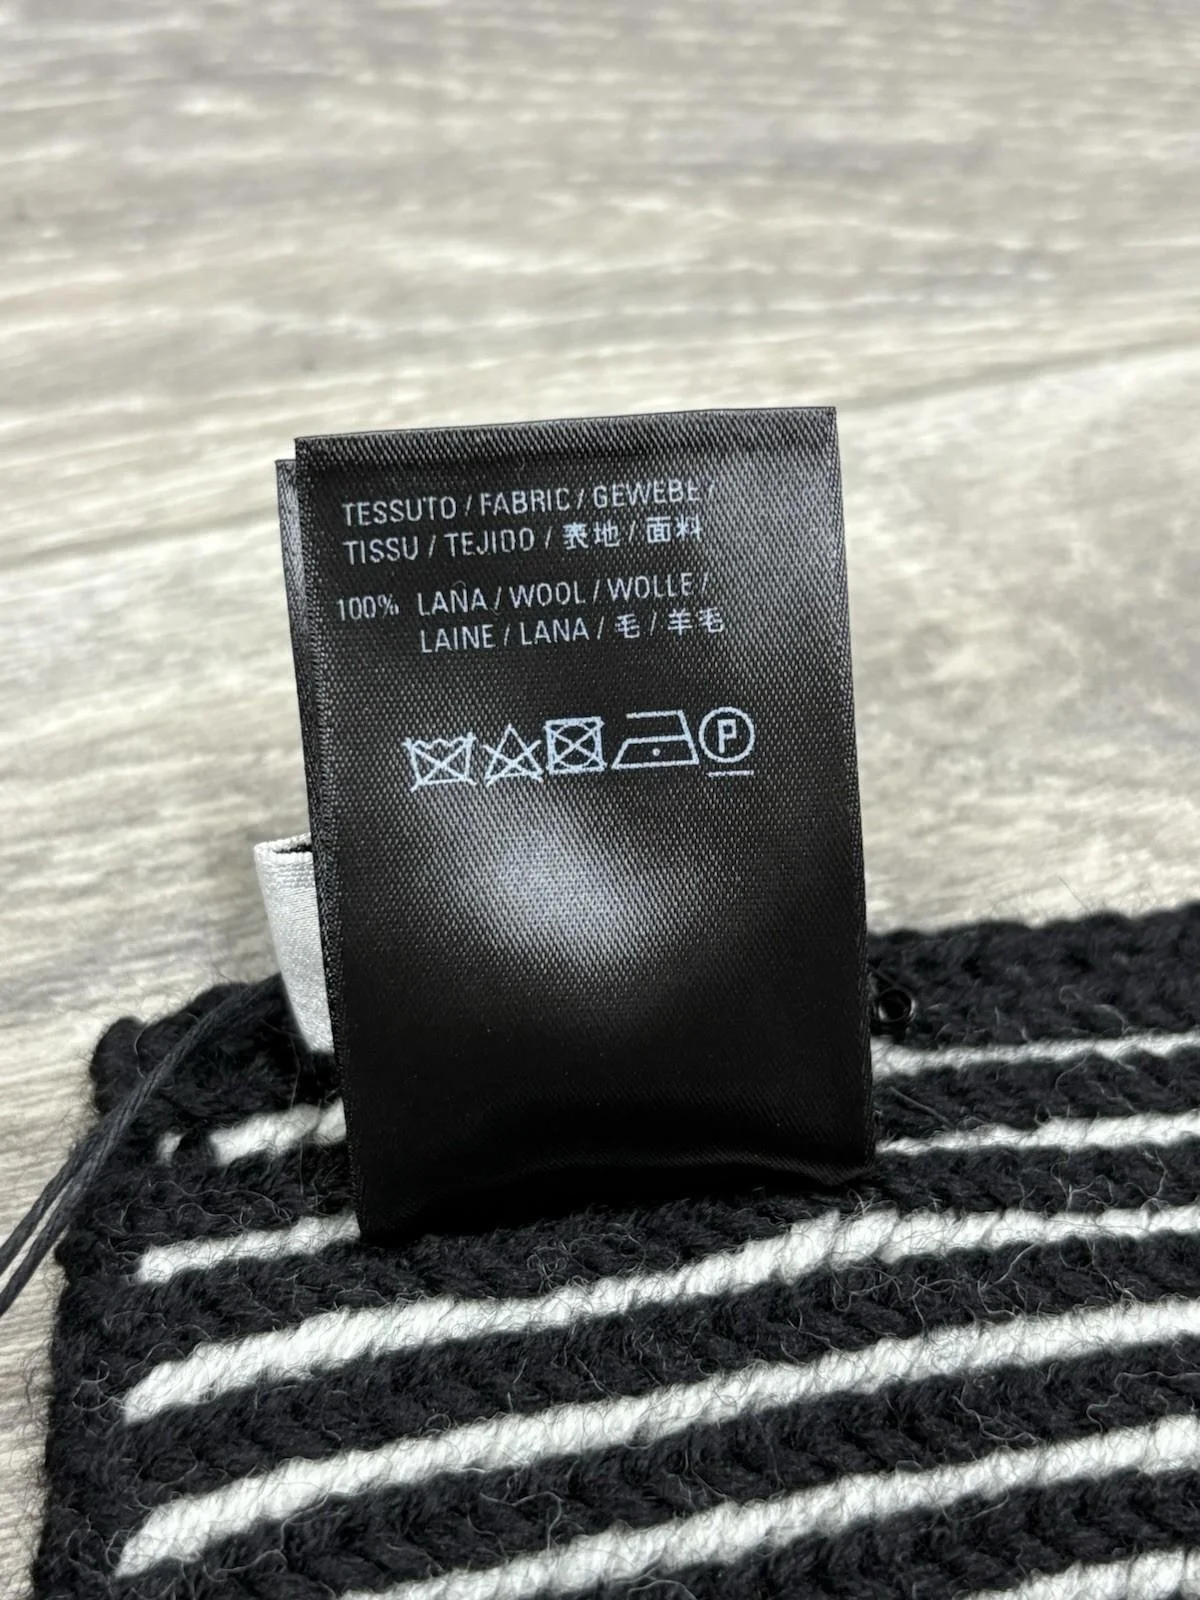 TESSUTO / FABRIC / GEWEBE /
TISSU / TEJIDO / 表地 / 面料
100% LANA / WOOL / WOLLE /
LAINE / LANA / 毛 / 羊毛
P